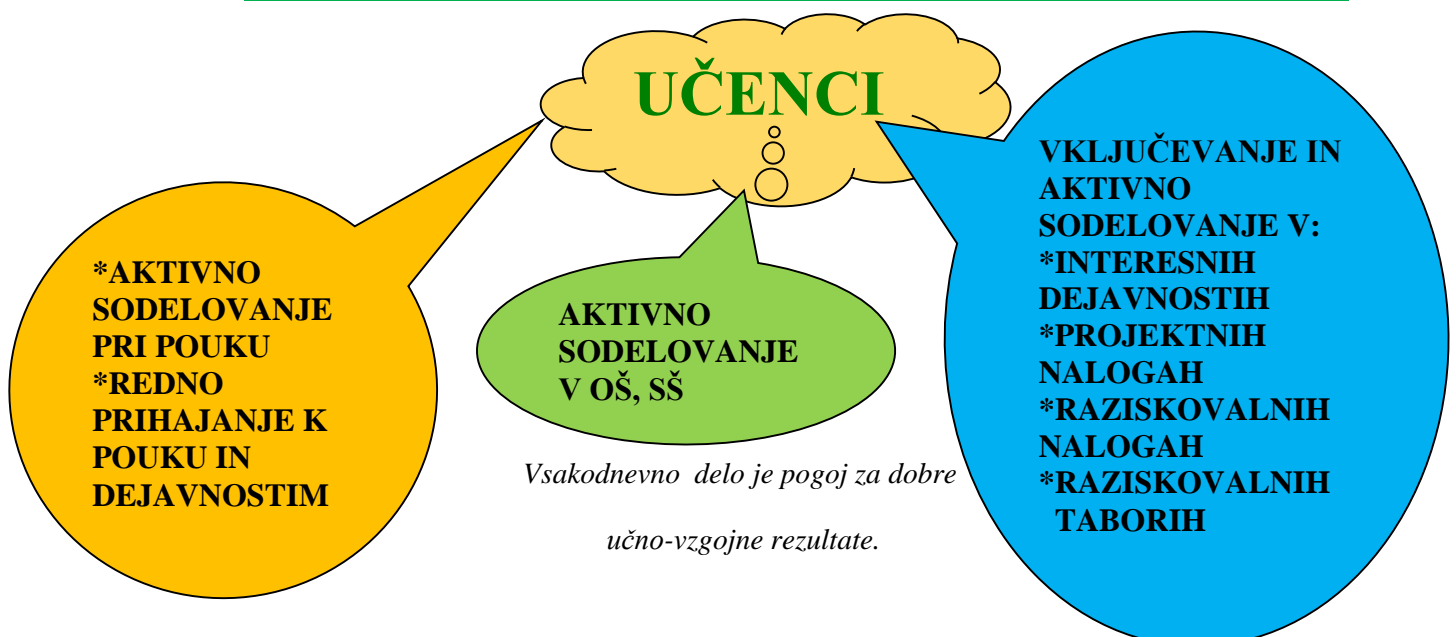 UČENCI
*AKTIVNO
SODELOVANJE
PRI POUKU
*REDNO
PRIHAJANJE K
POUKU IN
DEJAVNOSTIM
AKTIVNO
SODELOVANJE
V OŠ, SŠ
Vsakodnevno delo je pogoj za dobre
učno-vzgojne rezultate.
VKLJUČEVANJE IN
AKTIVNO
SODELOVANJE V:
*INTERESNIH
DEJAVNOSTIH
*PROJEKTNIH
NALOGAH
*RAZISKOVALNIH
NALOGAH
*RAZISKOVALNIH
TABORIH